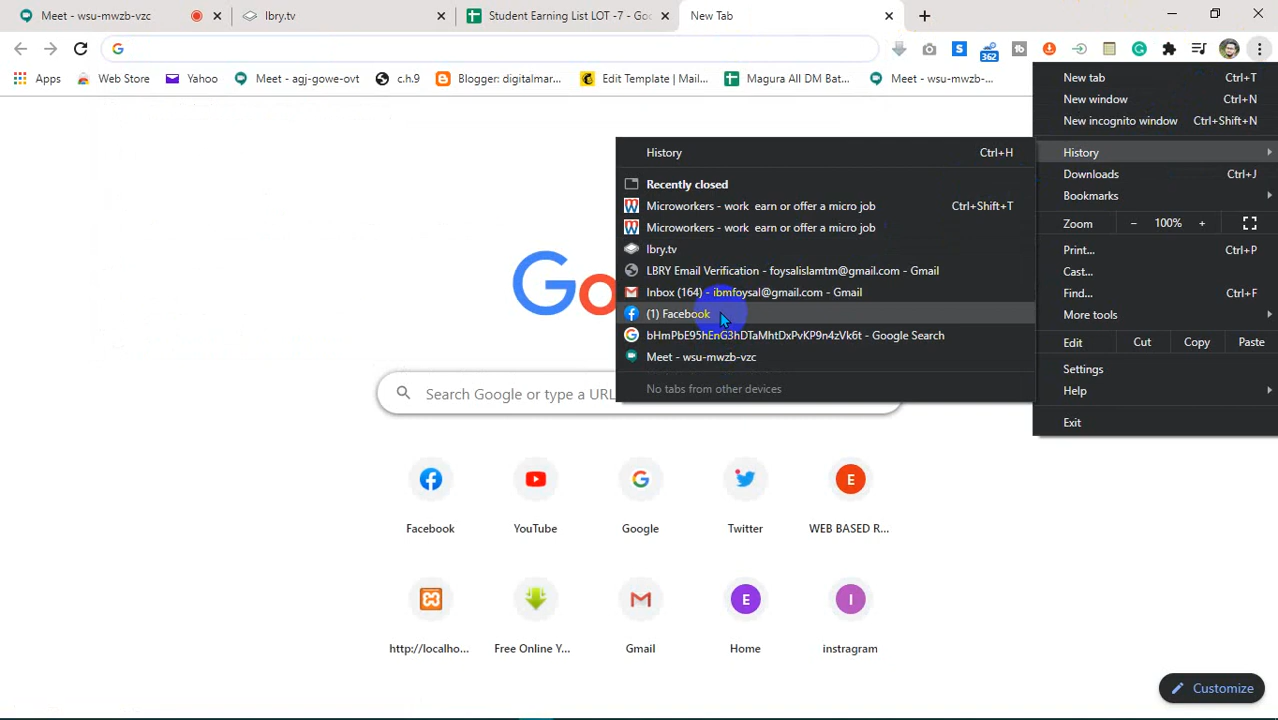 Meet - wsu-mwzb-vzc
lbry.tv
Student Earning List LOT -7 - Goo
New Tab
362
Apps
Web Store
Yahoo
Meet - agj-gowe-ovt
c.h.9
Blogger: digitalmar...
Edit Template | Mail...
Magura All DM Bat...
Meet - wsu-mwzb-v...
New tab Ctrl+T
New window Ctrl+N
New incognito window Ctrl+Shift+N
History
Downloads Ctrl+J
Bookmarks
Zoom - 100% +
Print... Ctrl+P
Cast...
Find... Ctrl+F
More tools
Edit Cut Copy Paste
Settings
Help
Exit
History Ctrl+H
Recently closed
Microworkers - work earn or offer a micro job Ctrl+Shift+T
Microworkers - work earn or offer a micro job
lbry.tv
LBRY Email Verification - foysalislamtm@gmail.com - Gmail
Inbox (164) - ibmfoysal@gmail.com - Gmail
(1) Facebook
bHmPbE95hEnG3hDTaMhtDxPvKP9n4zVk6t - Google Search
Meet - wsu-mwzb-vzc
No tabs from other devices
Search Google or type a URL
Facebook
YouTube
Google
Twitter
E
WEB BASED R...
http://localho...
Free Online Y...
Gmail
E
Home
I
instragram
Customize